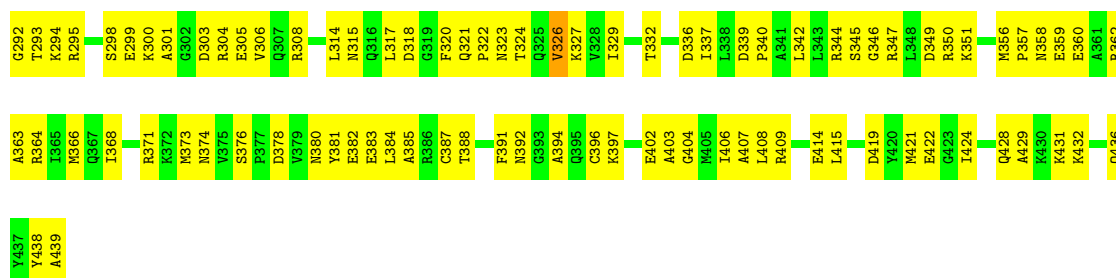 G292 T293 K294 R295 S298 E299 K300 A301 G302 D303 R304 E305 V306 Q307 R308 L314 N315 Q316 L317 D318 G319 F320 Q321 P322 N323 T324 Q325 V326 K327 V328 I329 T332 D336 I337 L338 D339 P340 A341 L342 L343 R344 S345 G346 R347 L348 D349 R350 K351 M356 P357 N358 E359 E360 A361
A363 R364 I365 M366 Q367 I368 R371 K372 M373 N374 V375 S376 P377 D378 V379 N380 Y381 E382 E383 L384 A385 R386 C387 T388 F391 N392 G393 A394 Q395 C396 K397 E402 A403 G404 M405 I406 A407 L408 R409 E414 L415 D419 Y420 M421 E422 G423 I424 Q428 A429 K430 K431 K432
Y437 Y438 A439